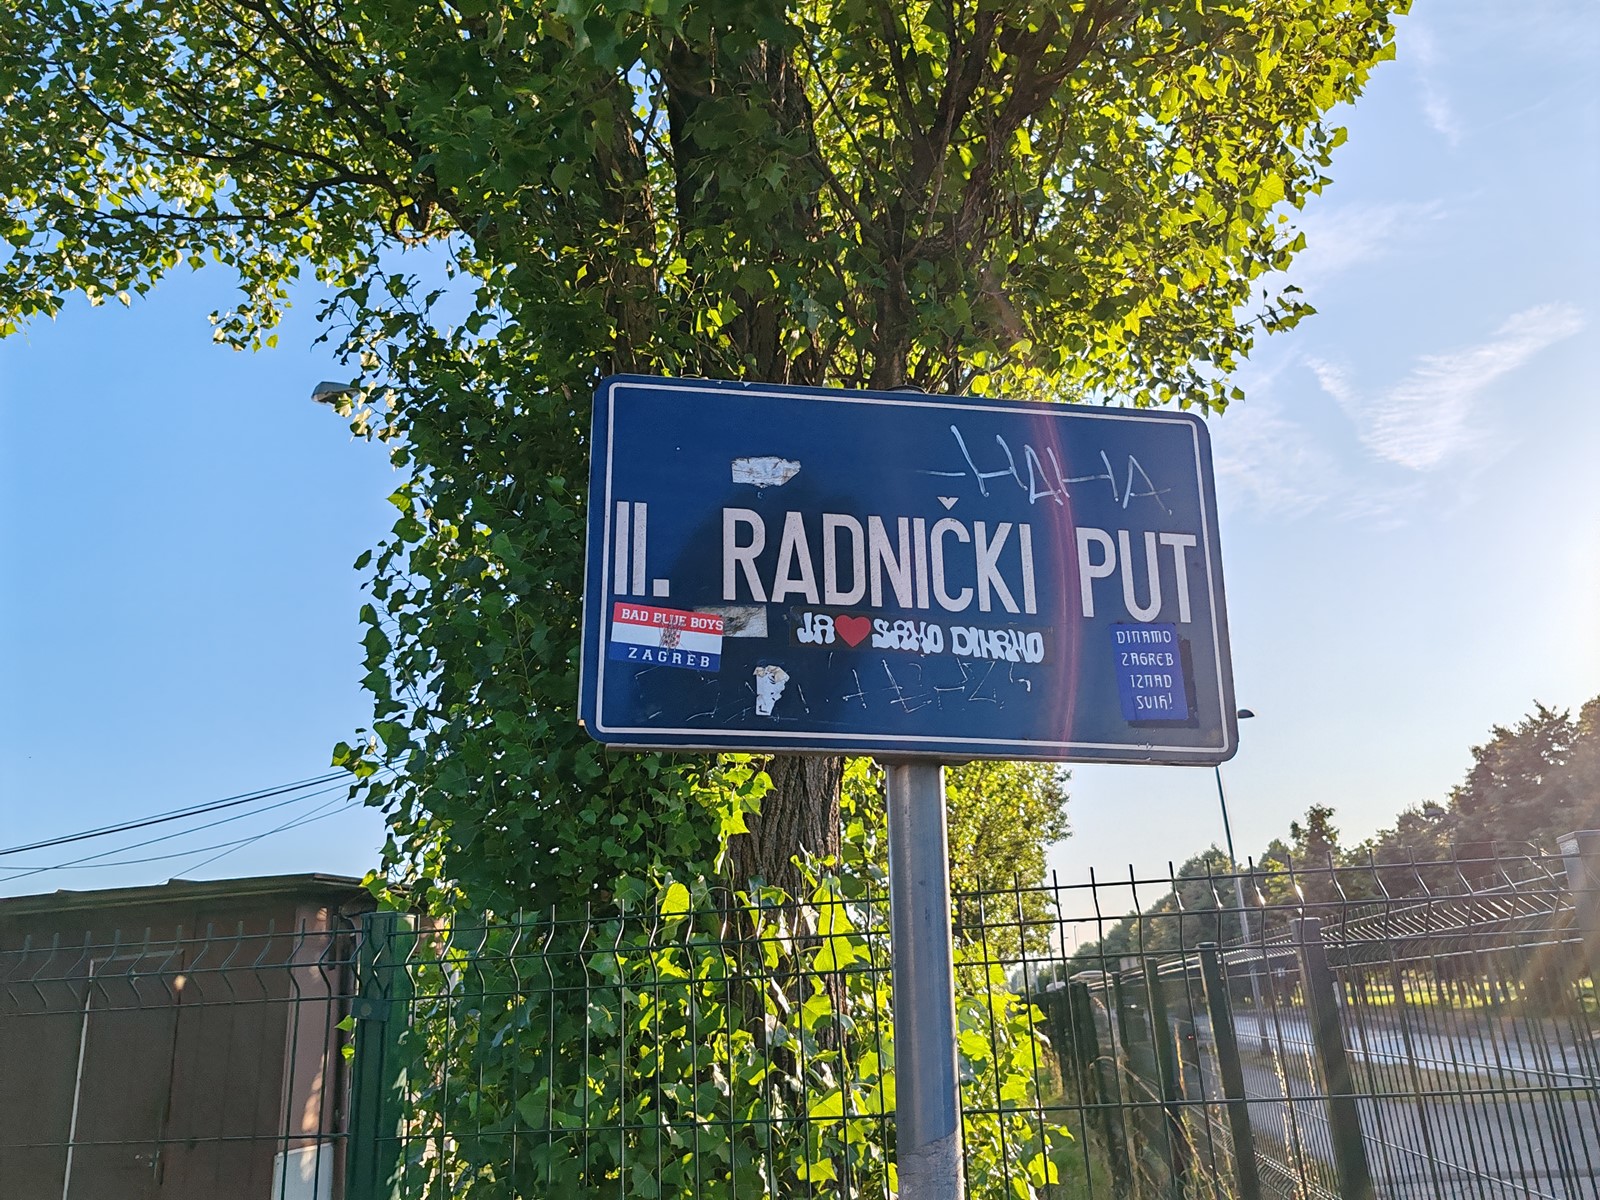 HAHA
II. RADNIČKI PUT
BAD BLUE BOYS
ZAGREB
JA ❤ SAMO DINAMO
DINAMO
ZAGREB
IZNAD
SVIH!